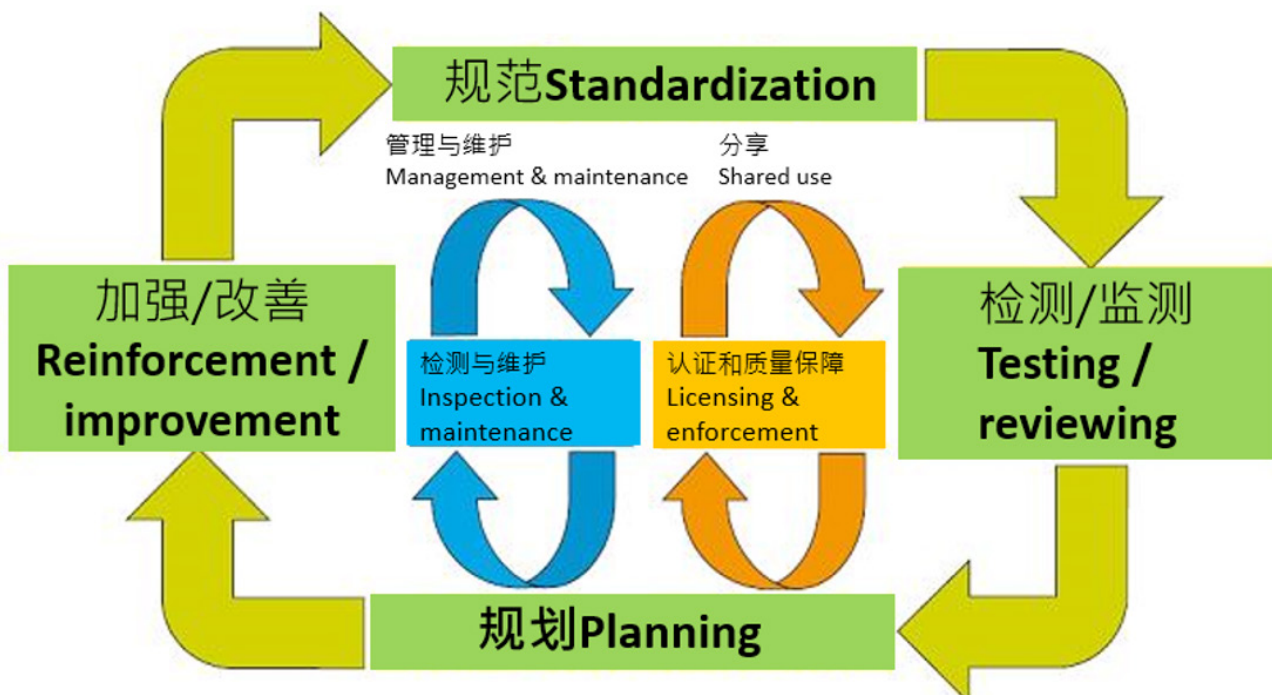 规范Standardization
管理与维护
Management & maintenance
分享
Shared use
加强/改善
Reinforcement /
improvement
检测与维护
Inspection &
maintenance
认证和质量保障
Licensing &
enforcement
检测/监测
Testing /
reviewing
规划Planning